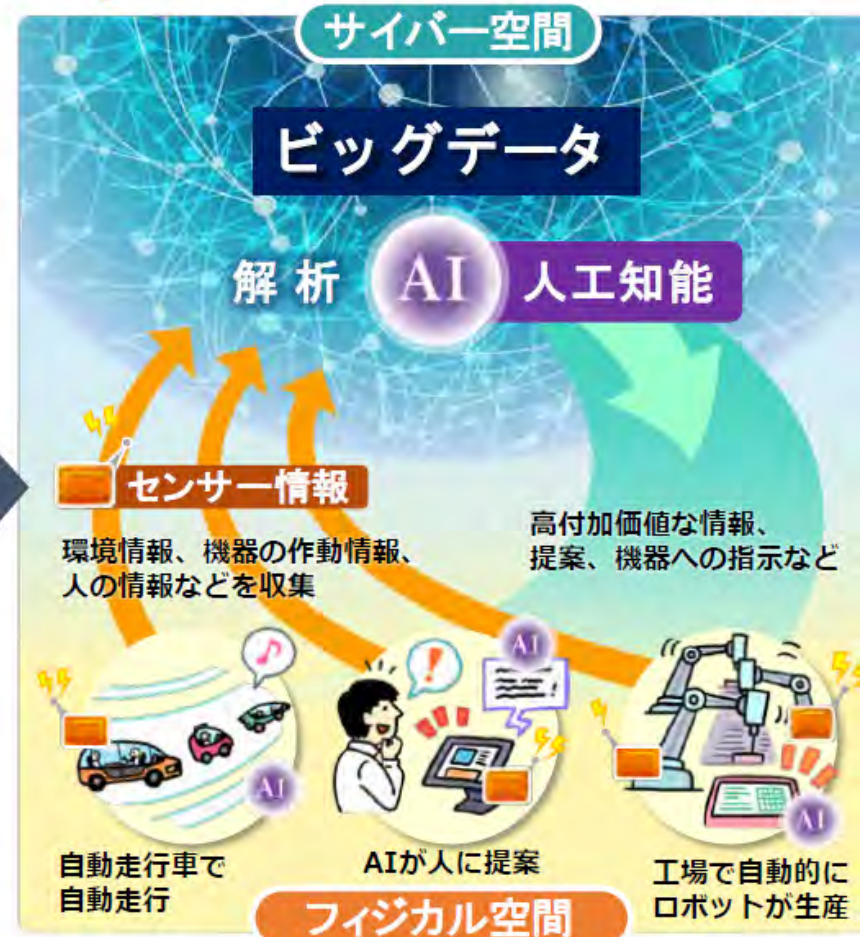 サイバー空間
ビッグデータ
解析 AI 人工知能
センサー情報
環境情報、機器の作動情報、
人の情報などを収集
高付加価値な情報、
提案、機器への指示など
AI
AI
AI
自動走行車で
自動走行
AIが人に提案
工場で自動的に
ロボットが生産
フィジカル空間